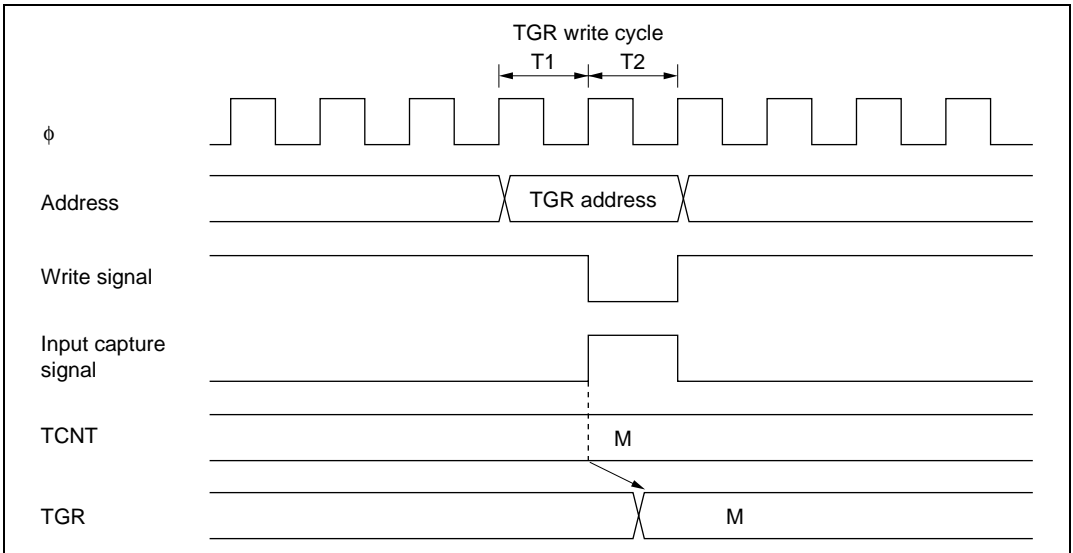 TGR write cycle
T1 T2
ϕ
Address TGR address
Write signal
Input capture
signal
TCNT M
TGR M